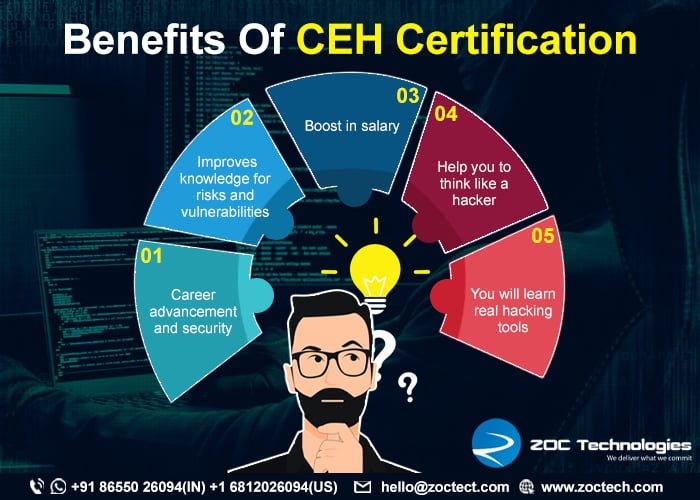 Benefits Of CEH Certification
01
Career
advancement
and security
02
Improves
knowledge for
risks and
vulnerabilities
03
Boost in salary
04
Help you to
think like a
hacker
05
You will learn
real hacking
tools
ZOC Technologies
We deliver what we commit
+91 86550 26094(IN) +1 6812026094(US) hello@zoctect.com www.zoctech.com